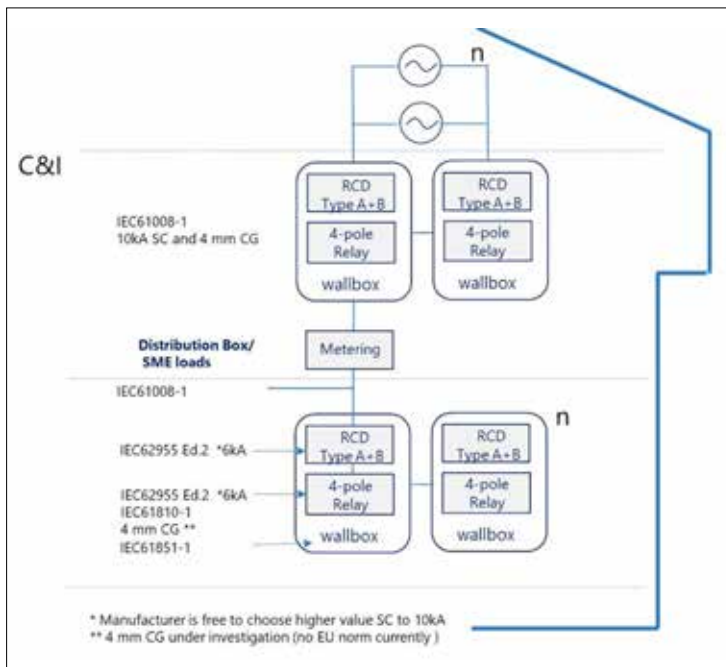 n
C&I
RCD
Type A+B
4-pole
Relay
wallbox
RCD
Type A+B
4-pole
Relay
wallbox
IEC61008-1
10kA SC and 4 mm CG
Distribution Box/
SME loads
Metering
IEC61008-1
n
RCD
Type A+B
4-pole
Relay
wallbox
RCD
Type A+B
4-pole
Relay
wallbox
IEC62955 Ed.2 *6kA
IEC62955 Ed.2 *6kA
IEC61810-1
4 mm CG **
IEC61851-1
* Manufacturer is free to choose higher value SC to 10kA
** 4 mm CG under investigation (no EU norm currently )